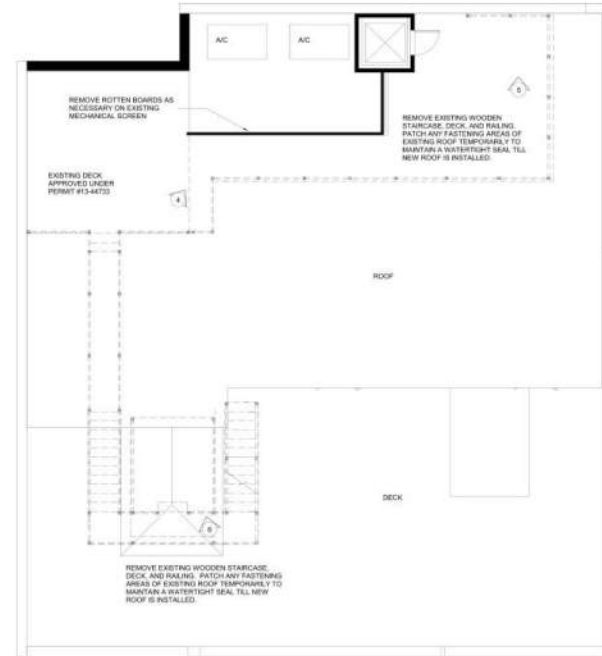 A/C
A/C
REMOVE ROTTEN BOARDS AS
NECESSARY ON EXISTING
MECHANICAL SCREEN
5
REMOVE EXISTING WOODEN
STAIRCASE, DECK, AND RAILING.
PATCH ANY FASTENING AREAS OF
EXISTING ROOF TEMPORARILY TO
MAINTAIN A WATERTIGHT SEAL TILL
NEW ROOF IS INSTALLED.
EXISTING DECK
APPROVED UNDER
PERMIT #13-44733
4
ROOF
DECK
6
REMOVE EXISTING WOODEN STAIRCASE,
DECK, AND RAILING. PATCH ANY FASTENING
AREAS OF EXISTING ROOF TEMPORARILY TO
MAINTAIN A WATERTIGHT SEAL TILL NEW
ROOF IS INSTALLED.